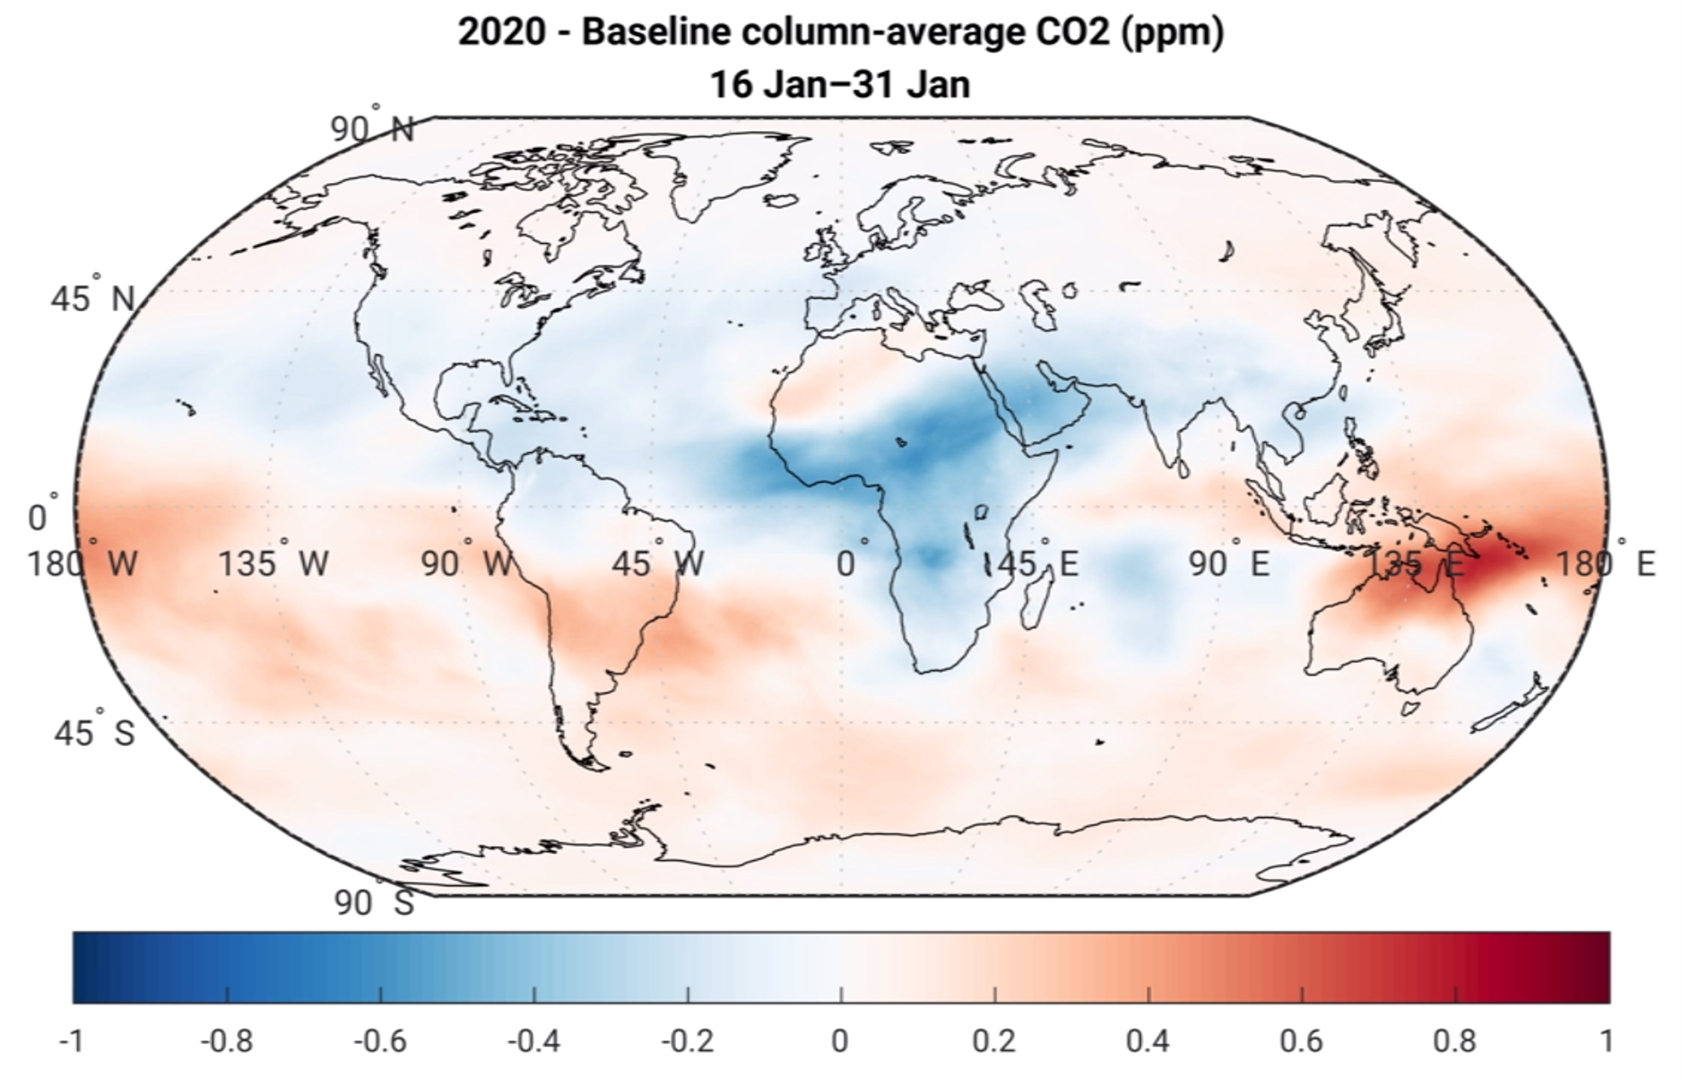 2020 - Baseline column-average CO2 (ppm)
16 Jan–31 Jan
90° N
45° N
0°
180° W 135° W 90° W 45° W 0° 45° E 90° E 135° E 180° E
45° S
90° S
-1 -0.8 -0.6 -0.4 -0.2 0 0.2 0.4 0.6 0.8 1